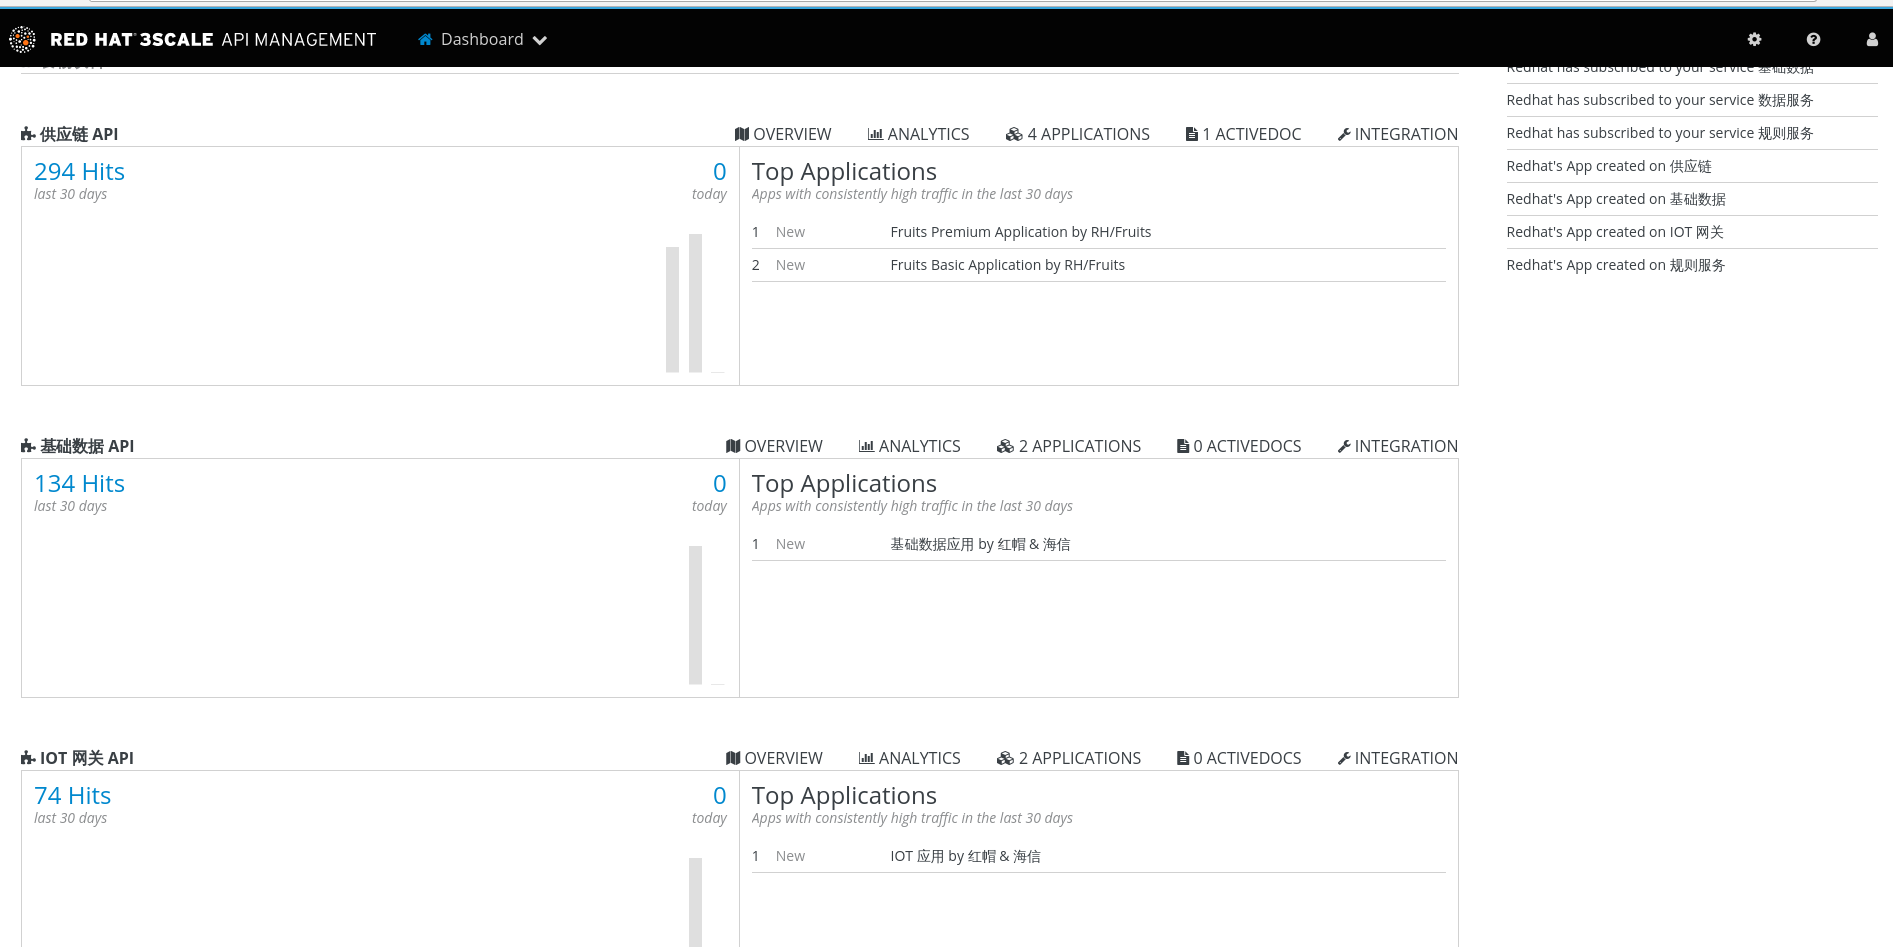 RED HAT 3SCALE API MANAGEMENT Dashboard
供应链 API
OVERVIEW ANALYTICS 4 APPLICATIONS 1 ACTIVEDOC INTEGRATION
294 Hits
last 30 days
0
today
Top Applications
Apps with consistently high traffic in the last 30 days
1 New Fruits Premium Application by RH/Fruits
2 New Fruits Basic Application by RH/Fruits
基础数据 API
OVERVIEW ANALYTICS 2 APPLICATIONS 0 ACTIVEDOCS INTEGRATION
134 Hits
last 30 days
0
today
Top Applications
Apps with consistently high traffic in the last 30 days
1 New 基础数据应用 by 红帽 & 海信
IOT 网关 API
OVERVIEW ANALYTICS 2 APPLICATIONS 0 ACTIVEDOCS INTEGRATION
74 Hits
last 30 days
0
today
Top Applications
Apps with consistently high traffic in the last 30 days
1 New IOT 应用 by 红帽 & 海信
Redhat has subscribed to your service 基础数据
Redhat has subscribed to your service 数据服务
Redhat has subscribed to your service 规则服务
Redhat's App created on 供应链
Redhat's App created on 基础数据
Redhat's App created on IOT 网关
Redhat's App created on 规则服务